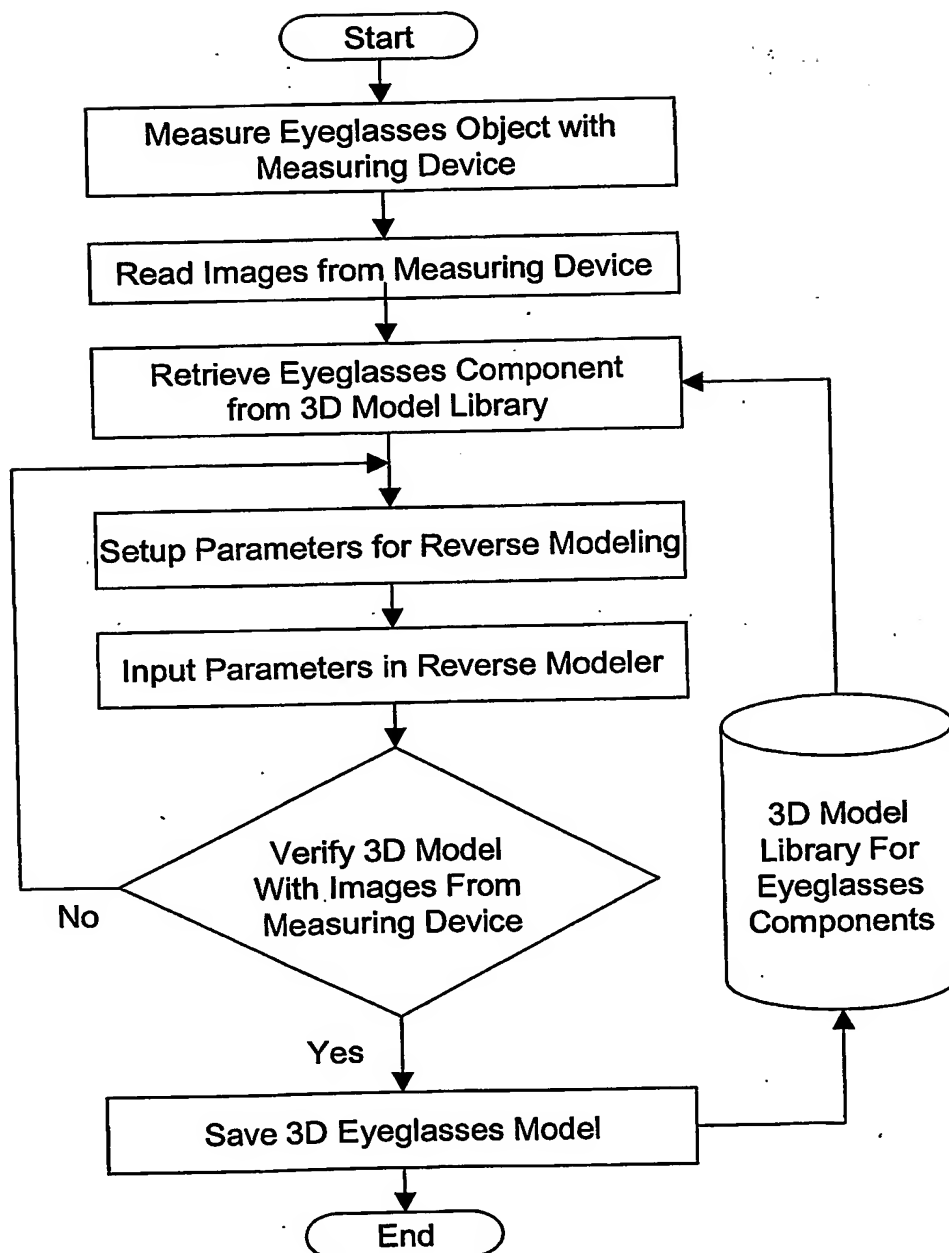 Start
Measure Eyeglasses Object with
Measuring Device
Read Images from Measuring Device
Retrieve Eyeglasses Component
from 3D Model Library
Setup Parameters for Reverse Modeling
Input Parameters in Reverse Modeler
Verify 3D Model
With Images From
Measuring Device
No
Yes
3D Model
Library For
Eyeglasses
Components
Save 3D Eyeglasses Model
End